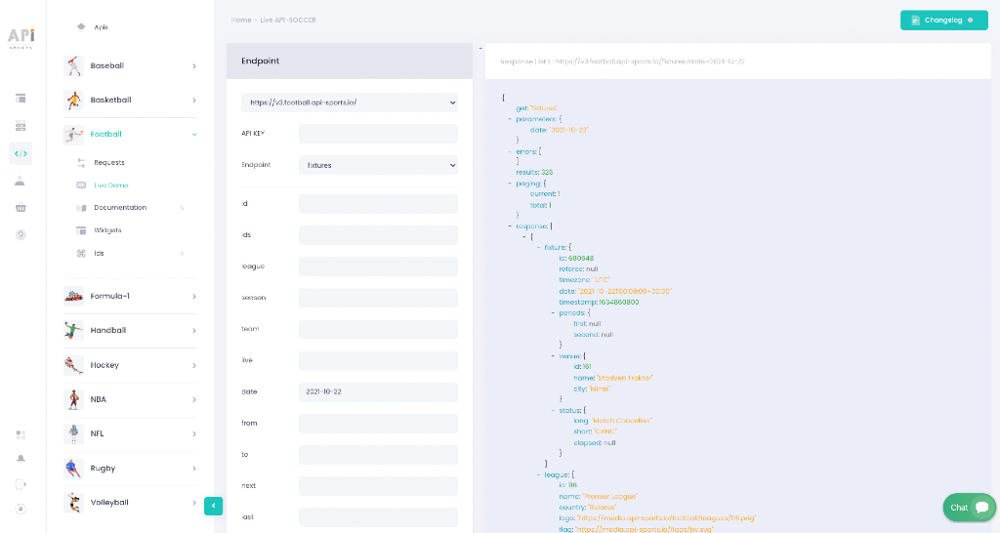 API
SPORTS
Apis
Baseball
Basketball
Football
Requests
Live Demo
Documentation
Widgets
Ids
Formula-1
Handball
Hockey
NBA
NFL
Rugby
Volleyball
Home - Live API-SOCCER
Changelog
Endpoint
https://v3.football.api-sports.io/
API KEY
Endpoint fixtures
id
ids
league
season
team
live
date 2021-10-22
from
to
next
last
-
Response | GET : https://v3.football.api-sports.io/fixtures?date=2021-10-22
{
get: "fixtures"
- parameters: {
date: "2021-10-22"
}
- errors: [
]
results: 326
- paging: {
current: 1
total: 1
}
- response: [
- {
- fixture: {
id: 680648
referee: null
timezone: "UTC"
date: "2021-10-22T00:00:00+00:00"
timestamp: 1634860800
- periods: {
first: null
second: null
}
- venue: {
id: 161
name: "Stadyen Traktar"
city: "Minsk"
}
- status: {
long: "Match Cancelled"
short: "CANC"
elapsed: null
}
}
- league: {
id: 116
name: "Premier League"
country: "Belarus"
logo: "https://media.api-sports.io/football/leagues/116.png"
flag: "https://media.api-sports.io/flags/by.svg"
Chat